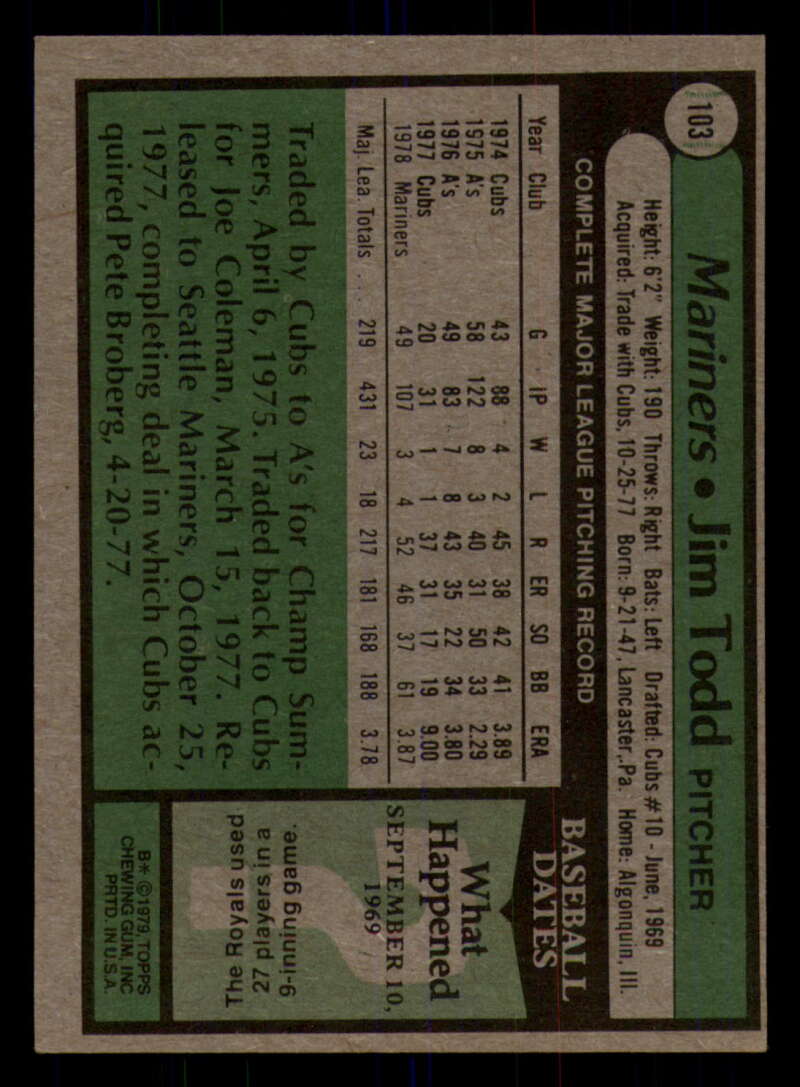 103
Mariners • Jim Todd PITCHER
Height: 6'2" Weight: 190 Throws: Right Bats: Left Drafted: Cubs #10 - June, 1969
Acquired: Trade with Cubs, 10-25-77 Born: 9-21-47, Lancaster, Pa. Home: Algonquin, Ill.
COMPLETE MAJOR LEAGUE PITCHING RECORD
Year Club G IP W L R ER SO BB ERA
1974 Cubs 43 88 4 2 45 38 42 41 3.89
1975 A's 58 122 8 3 40 31 50 33 2.29
1976 A's 49 83 7 8 43 35 22 34 3.80
1977 Cubs 20 31 1 1 37 31 17 19 9.00
1978 Mariners 49 107 3 4 52 46 37 61 3.87
Maj. Lea. Totals . . . 219 431 23 18 217 181 168 188 3.78
Traded by Cubs to A's for Champ Sum-
mers, April 6, 1975. Traded back to Cubs
for Joe Coleman, March 15, 1977. Re-
leased to Seattle Mariners, October 25,
1977, completing deal in which Cubs ac-
quired Pete Broberg, 4-20-77.
BASEBALL
DATES
What
Happened
SEPTEMBER 10,
1969
The Royals used
27 players in a
9-inning game.
B* ©1979, TOPPS
CHEWING GUM, INC
PRTD. IN U.S.A.